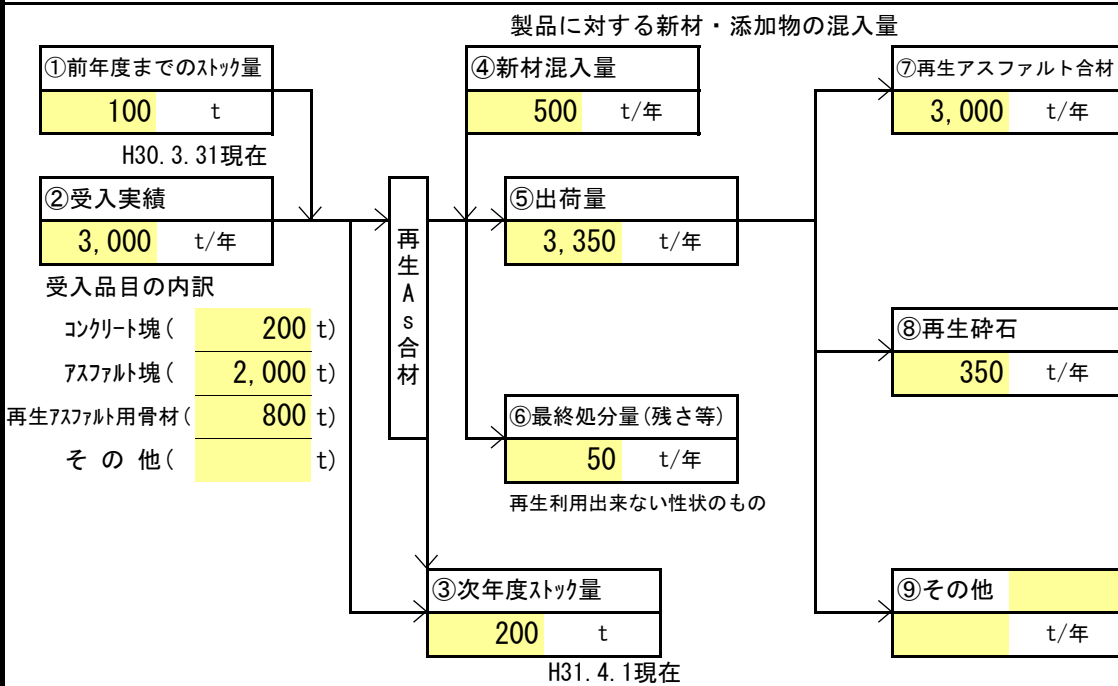 製品に対する新材・添加物の混入量
①前年度までのｽﾄｯｸ量
100 t
H30.3.31現在
②受入実績
3,000 t/年
受入品目の内訳
ｺﾝｸﾘｰﾄ塊( 200 t)
ｱｽﾌｧﾙﾄ塊( 2,000 t)
再生ｱｽﾌｧﾙﾄ用骨材( 800 t)
そ の 他( t)
再生As合材
④新材混入量
500 t/年
⑤出荷量
3,350 t/年
⑥最終処分量(残さ等)
50 t/年
再生利用出来ない性状のもの
③次年度ｽﾄｯｸ量
200 t
H31.4.1現在
⑦再生アスファルト合材
3,000 t/年
⑧再生砕石
350 t/年
⑨その他
t/年